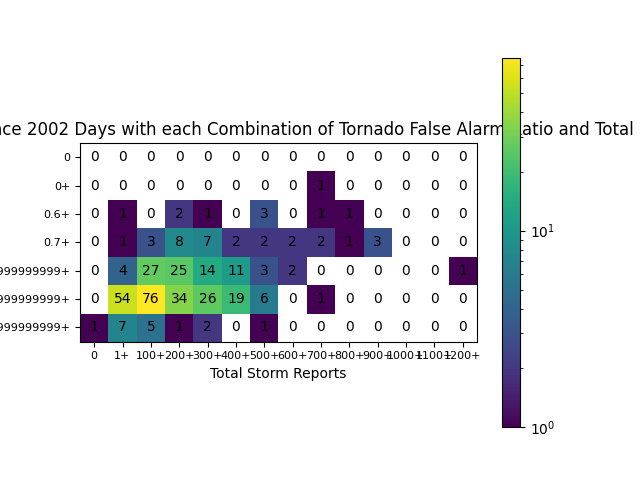 nce 2002 Days with each Combination of Tornado False Alarm Ratio and Total
0 0 0 0 0 0 0 0 0 0 0 0 0 0 0
0+ 0 0 0 0 0 0 0 0 1 0 0 0 0 0
0.6+ 0 1 0 2 1 0 3 0 1 1 0 0 0 0
0.7+ 0 1 3 8 7 2 2 2 2 1 3 0 0 0
999999999+ 0 4 27 25 14 11 3 2 0 0 0 0 0 1
999999999+ 0 54 76 34 26 19 6 0 1 0 0 0 0 0
999999999+ 1 7 5 1 2 0 1 0 0 0 0 0 0 0
0 1+ 100+ 200+ 300+ 400+ 500+ 600+ 700+ 800+ 900+ 1000+ 1100+ 1200+
Total Storm Reports
10^1
10^0